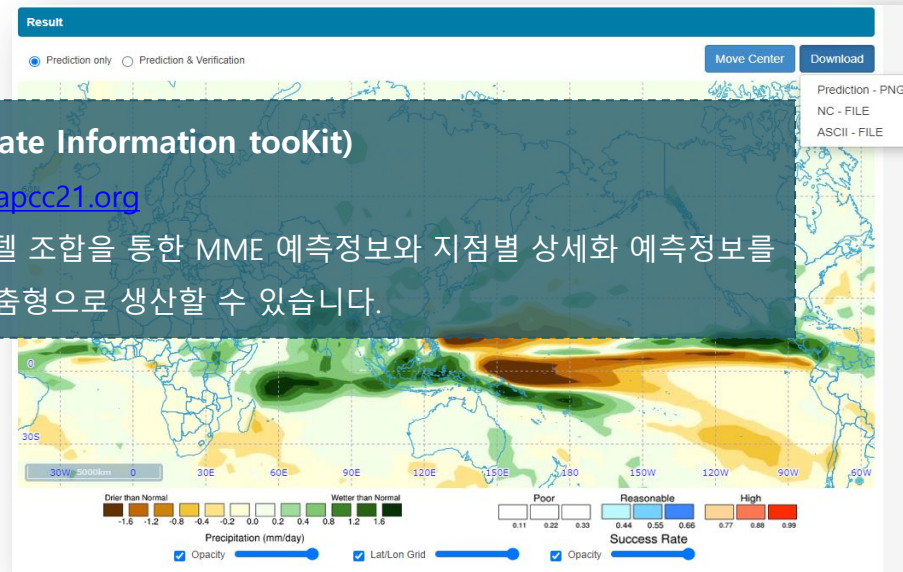 Result
Prediction only Prediction & Verification
Move Center Download
Prediction - PNG
NC - FILE
ASCII - FILE
ate Information tooKit)
apcc21.org
델 조합을 통한 MME 예측정보와 지점별 상세화 예측정보를
춤형으로 생산할 수 있습니다.
0
30S
30W 5000km 0 30E 60E 90E 120E 150E 180 150W 120W 90W 60W
Drier than Normal Wetter than Normal
-1.6 -1.2 -0.8 -0.4 -0.2 0.0 0.2 0.4 0.8 1.2 1.6
Precipitation (mm/day)
Poor Reasonable High
0.11 0.22 0.33 0.44 0.55 0.66 0.77 0.88 0.99
Success Rate
Opacity Lat/Lon Grid Opacity